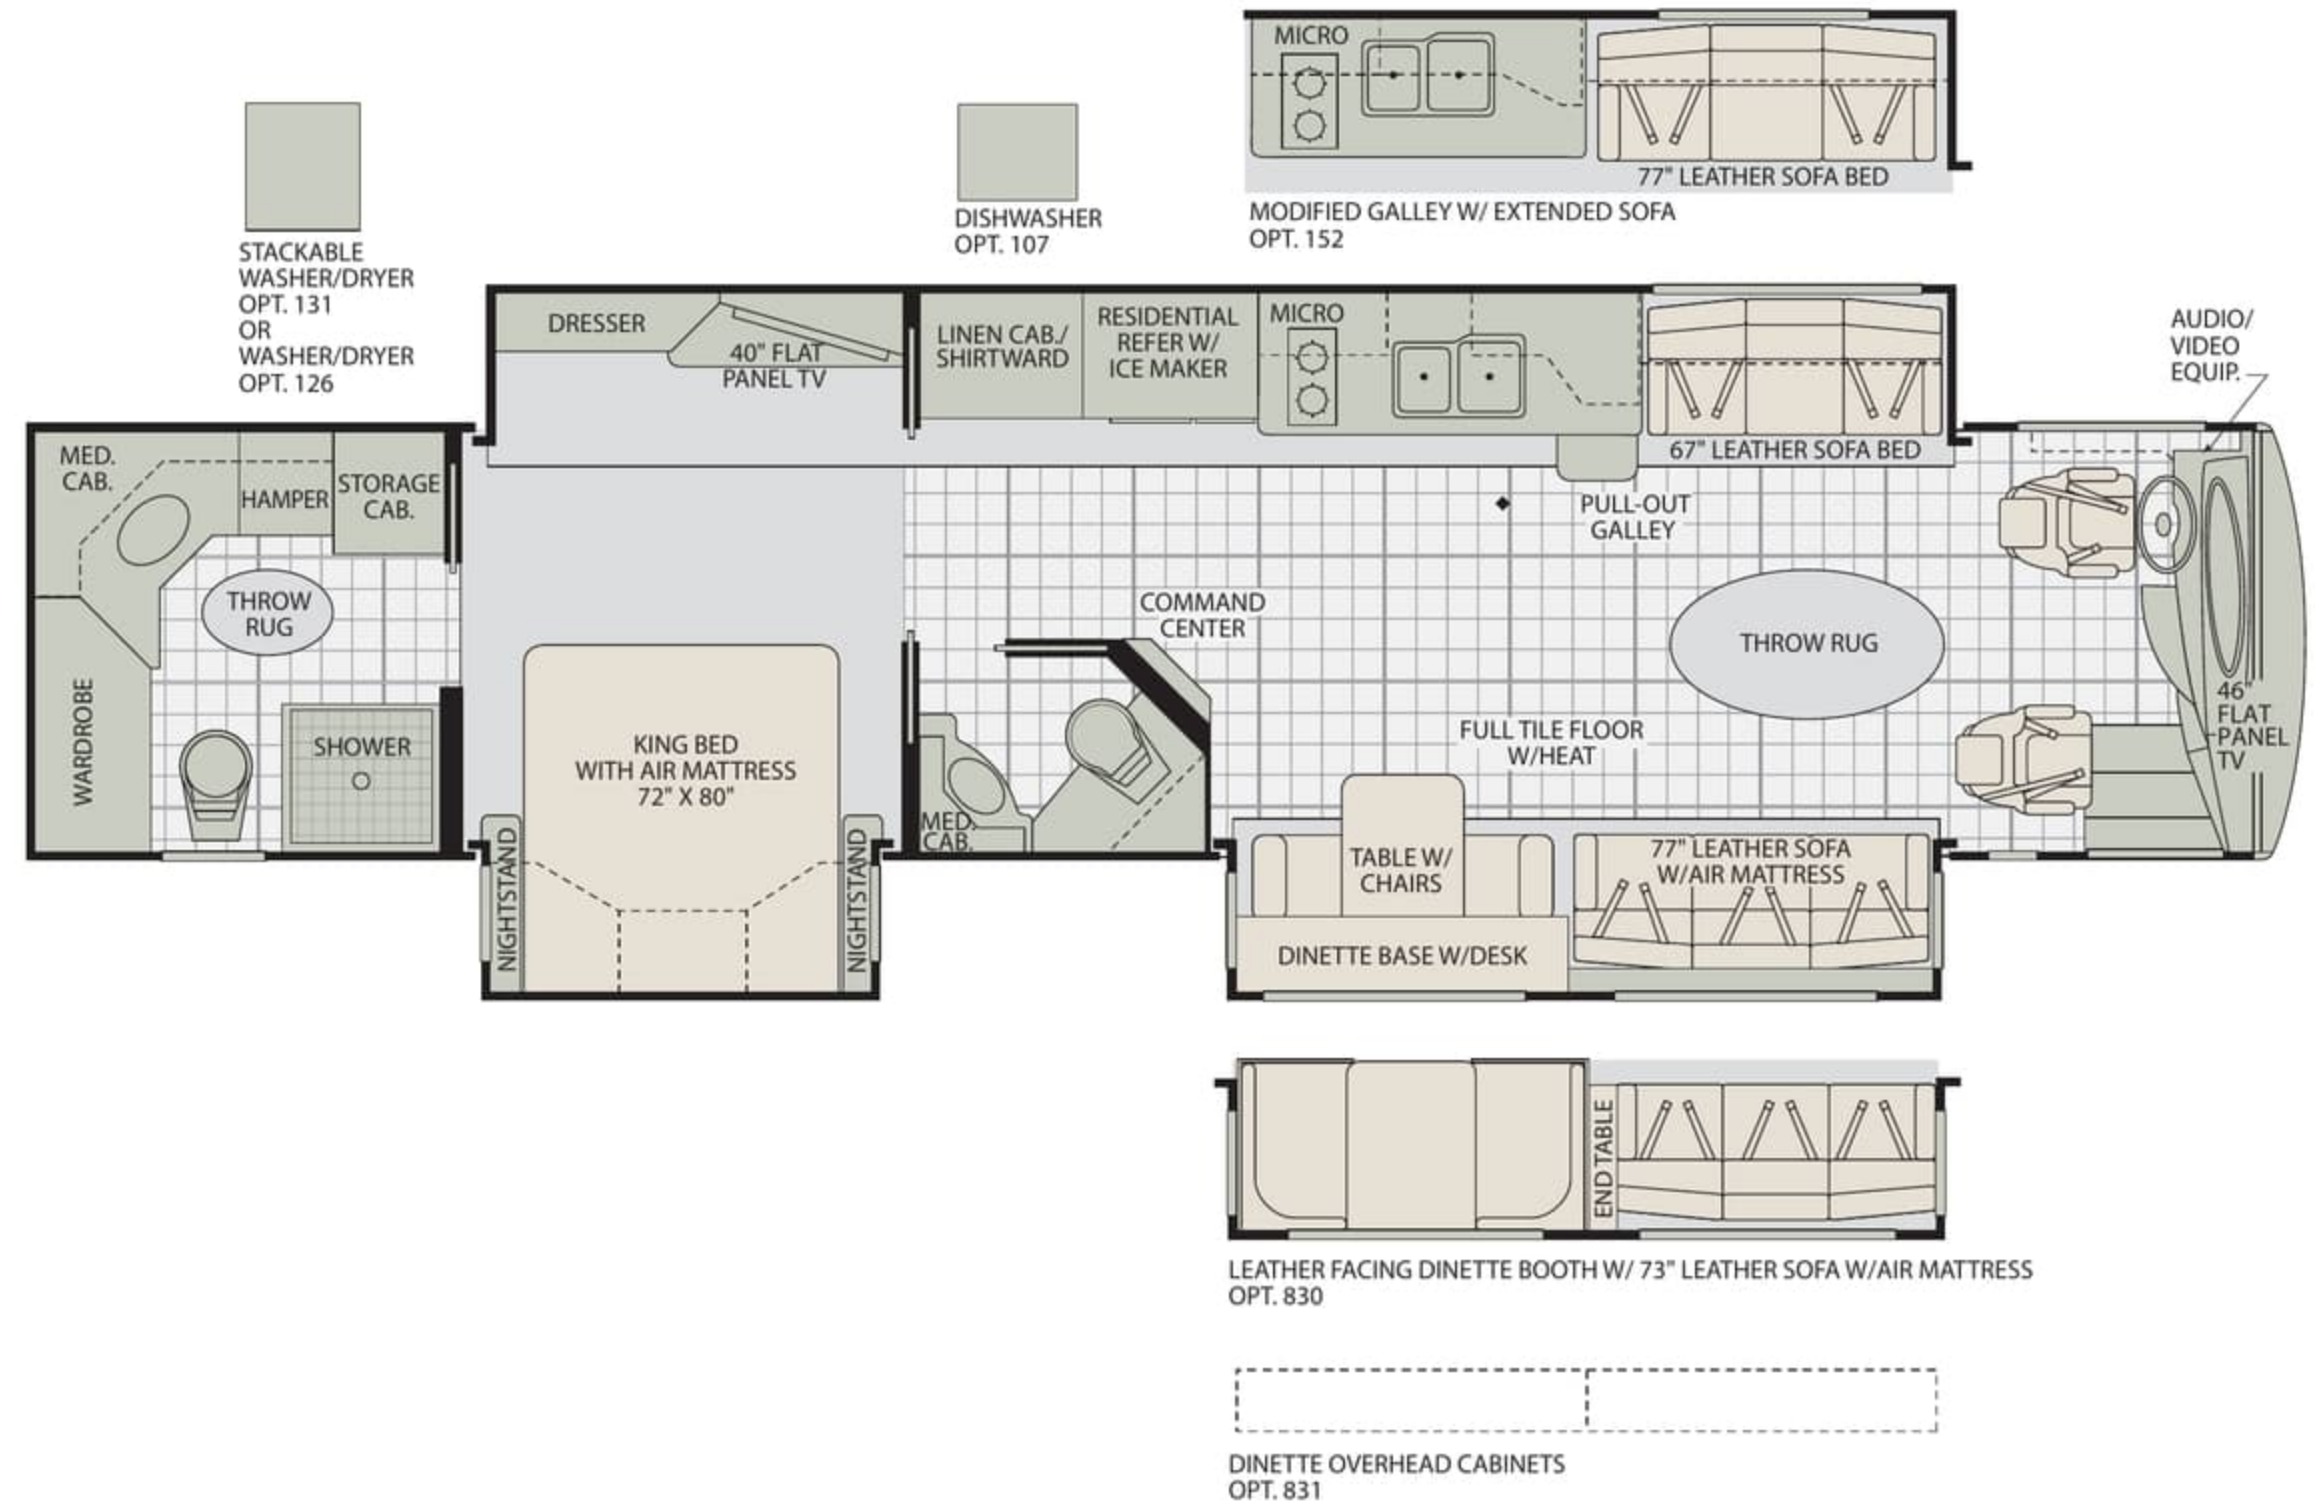 MICRO
77" LEATHER SOFA BED
MODIFIED GALLEY W/ EXTENDED SOFA
OPT. 152
STACKABLE
WASHER/DRYER
OPT. 131
OR
WASHER/DRYER
OPT. 126
DISHWASHER
OPT. 107
DRESSER
40" FLAT
PANEL TV
LINEN CAB./
SHIRTWARD
RESIDENTIAL
REFER W/
ICE MAKER
MICRO
67" LEATHER SOFA BED
AUDIO/
VIDEO
EQUIP.
MED.
CAB.
HAMPER
STORAGE
CAB.
PULL-OUT
GALLEY
THROW
RUG
COMMAND
CENTER
THROW RUG
WARDROBE
SHOWER
KING BED
WITH AIR MATTRESS
72" X 80"
FULL TILE FLOOR
W/HEAT
46"
FLAT
PANEL
TV
NIGHTSTAND
NIGHTSTAND
MED.
CAB.
TABLE W/
CHAIRS
77" LEATHER SOFA
W/AIR MATTRESS
DINETTE BASE W/DESK
END TABLE
LEATHER FACING DINETTE BOOTH W/ 73" LEATHER SOFA W/AIR MATTRESS
OPT. 830
DINETTE OVERHEAD CABINETS
OPT. 831